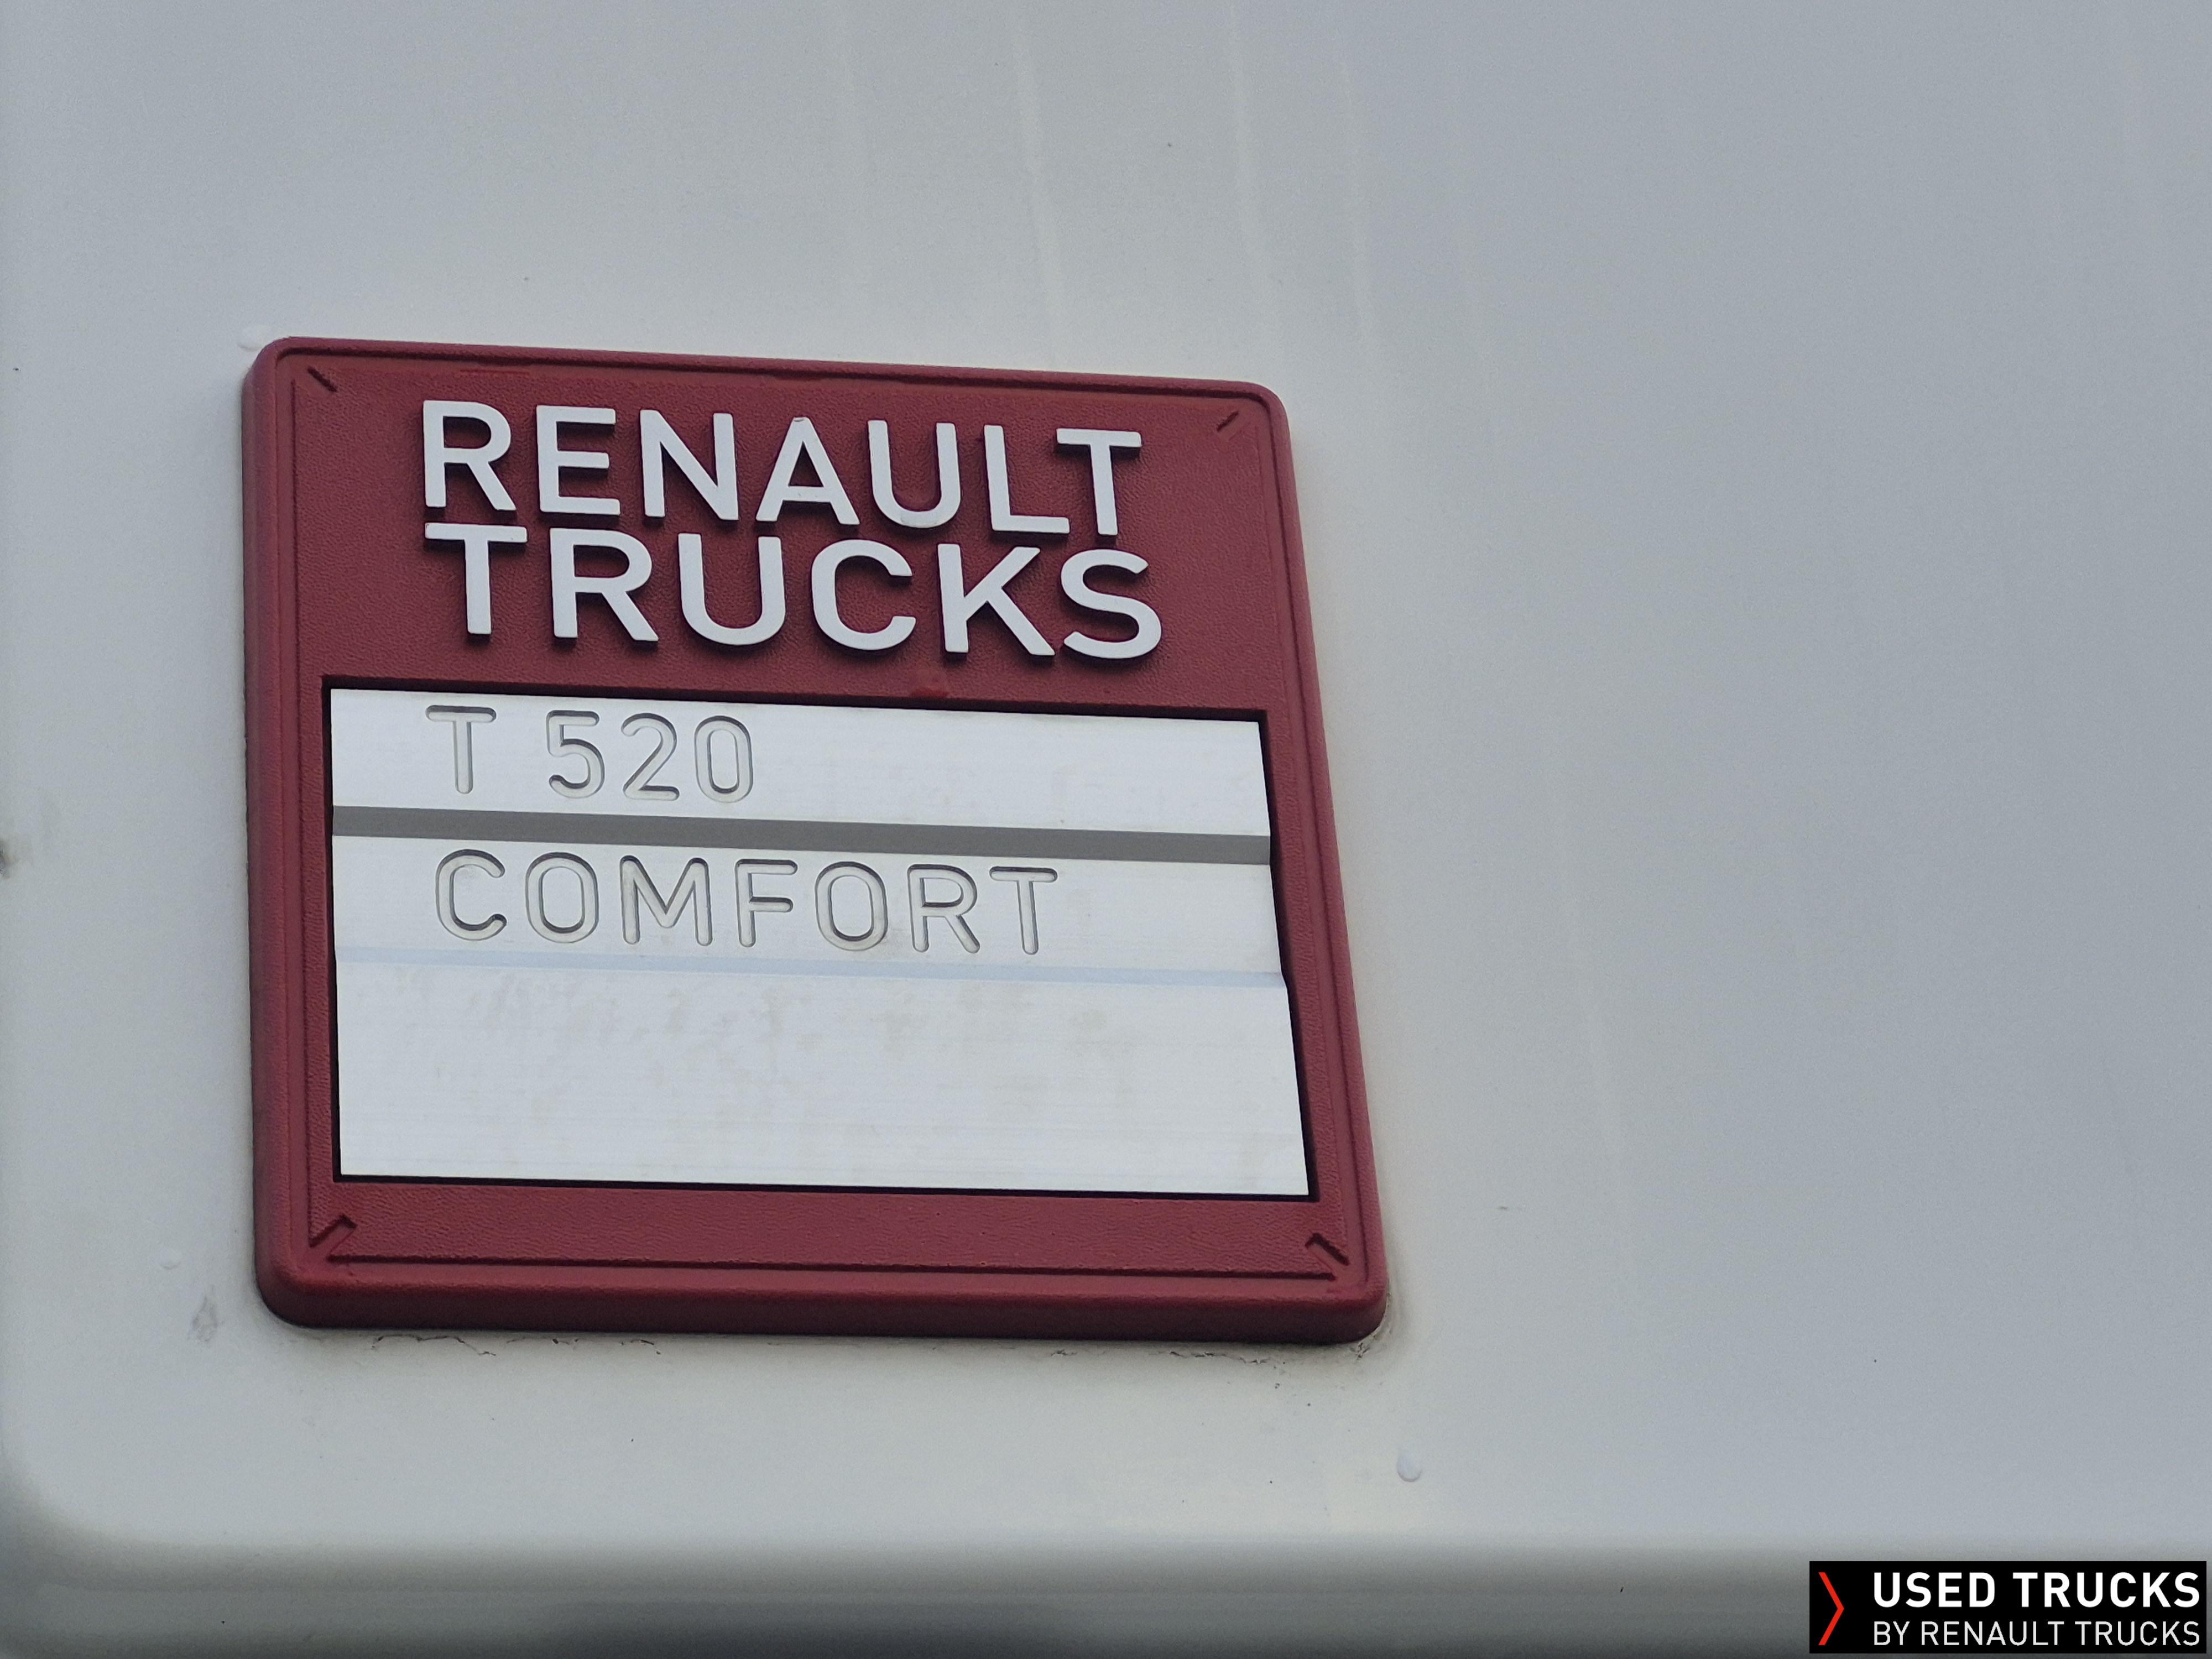 RENAULT
TRUCKS
T 520
COMFORT
USED TRUCKS
BY RENAULT TRUCKS